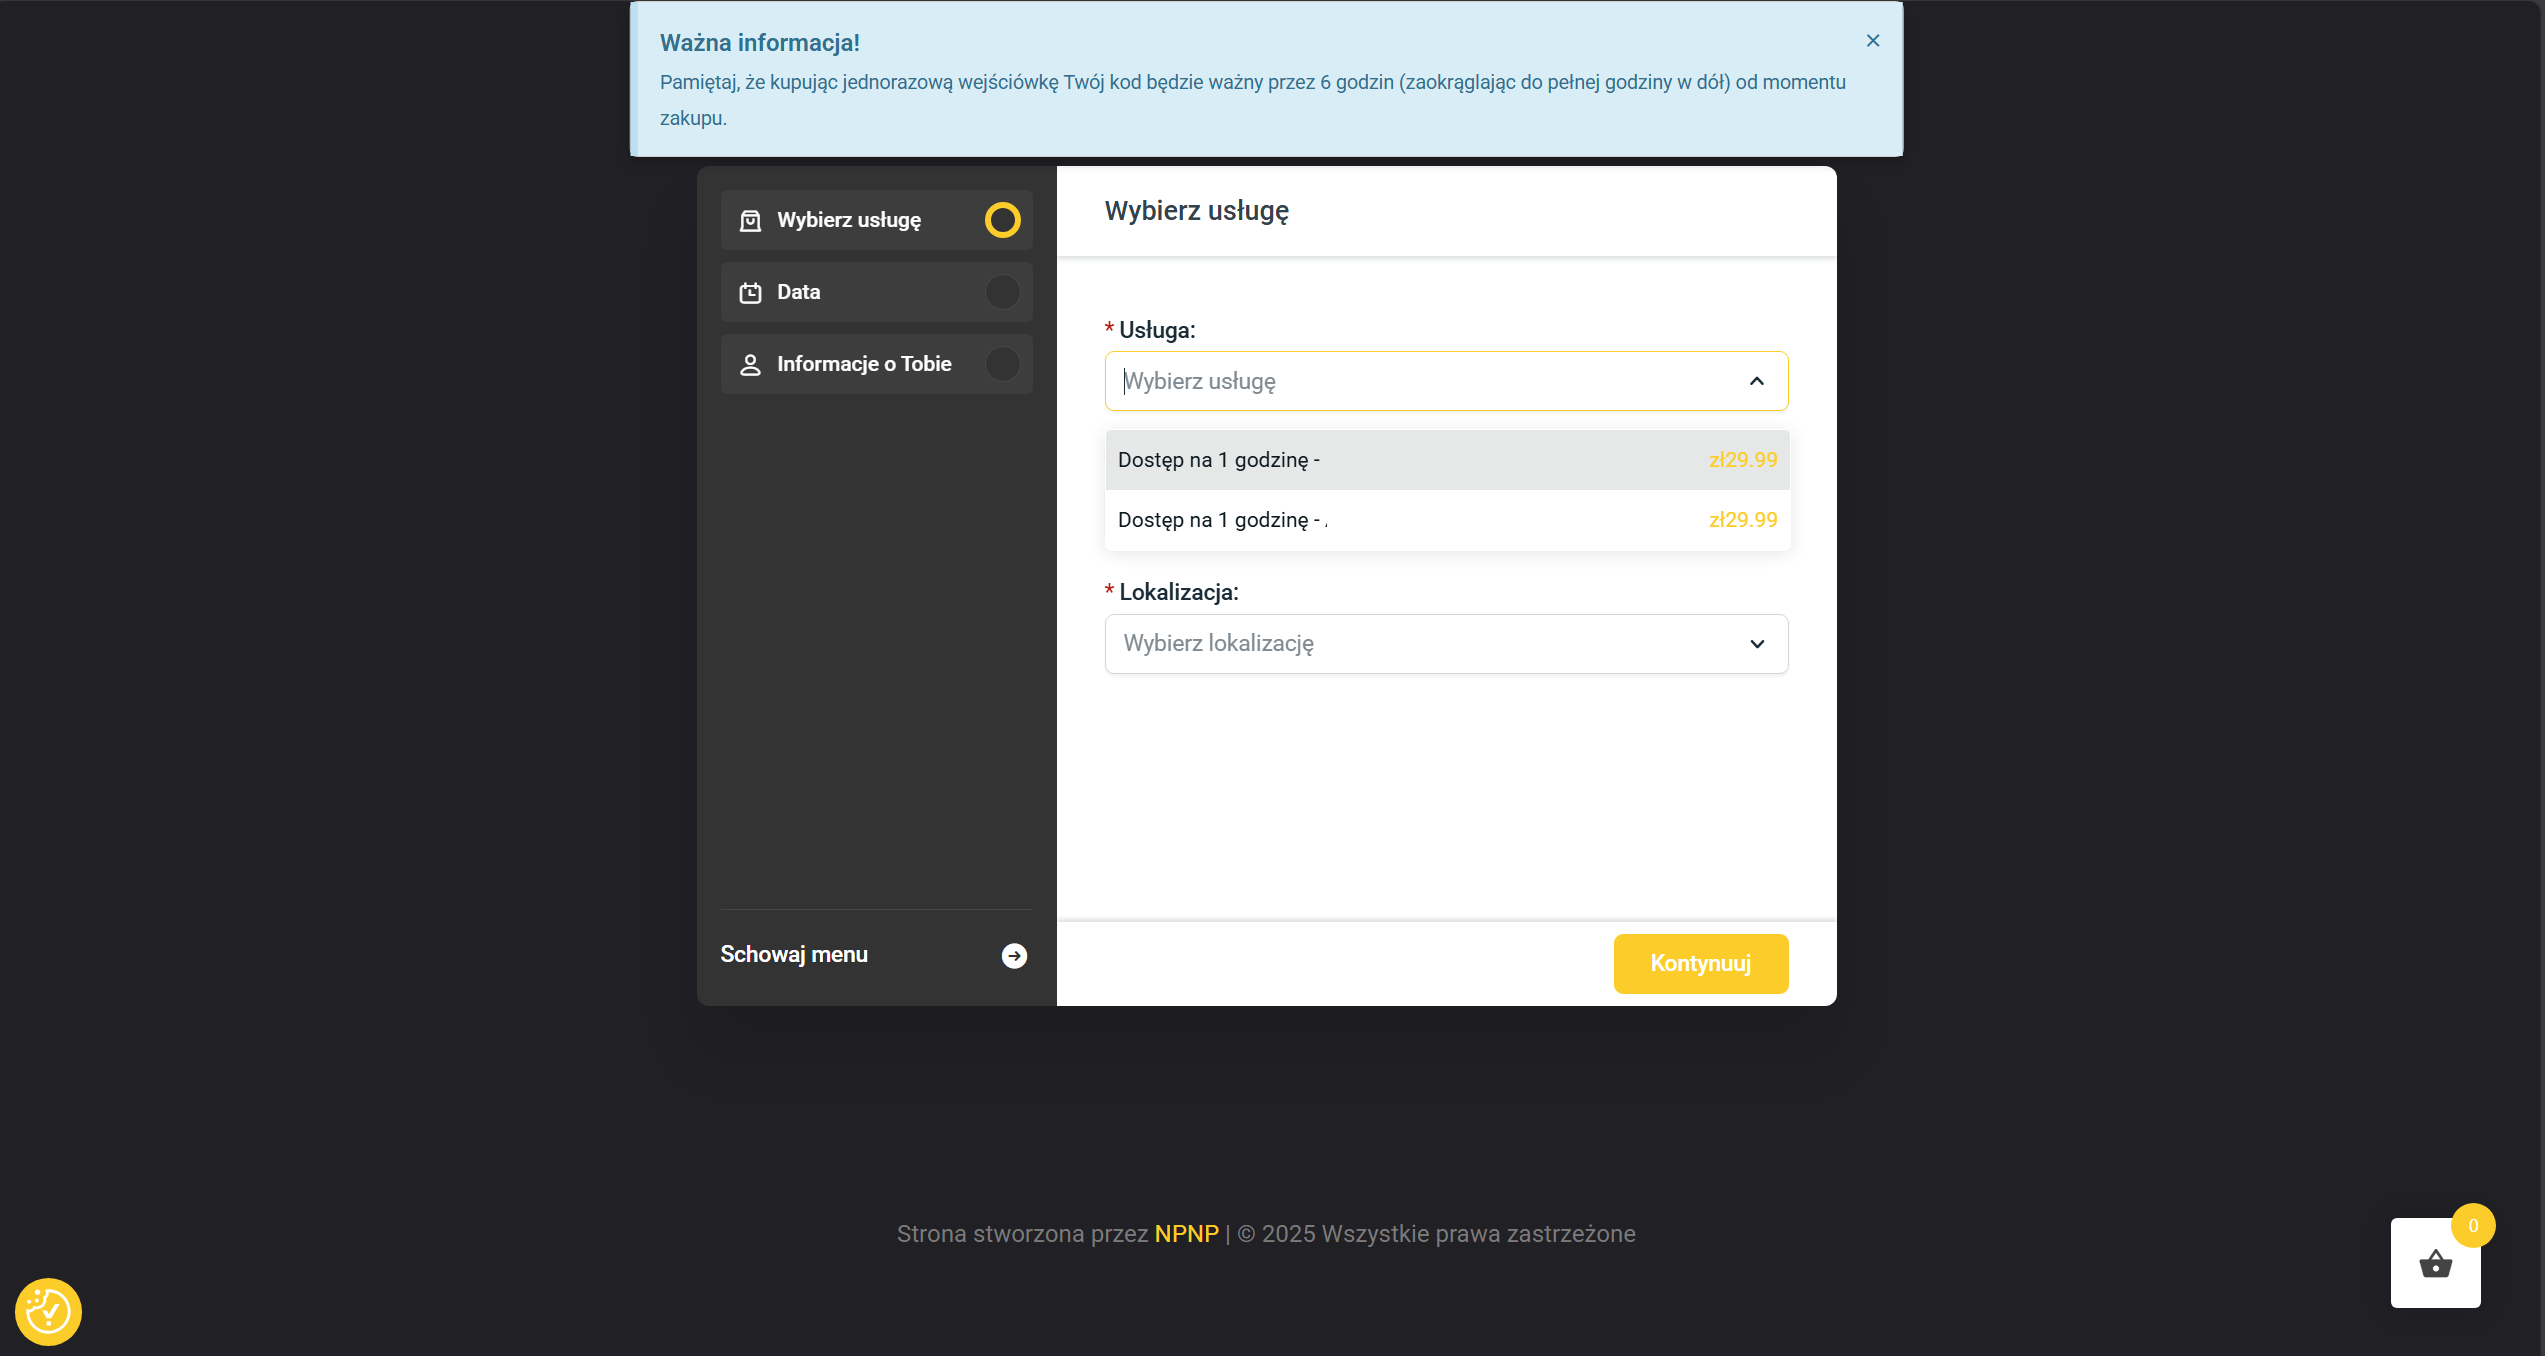 Ważna informacja!
Pamiętaj, że kupując jednorazową wejściówkę Twój kod będzie ważny przez 6 godzin (zaokrąglając do pełnej godziny w dół) od momentu
zakupu.
Wybierz usługę
Data
Informacje o Tobie
Schowaj menu
Wybierz usługę
* Usługa:
Wybierz usługę
Dostęp na 1 godzinę - zł29.99
Dostęp na 1 godzinę - zł29.99
* Lokalizacja:
Wybierz lokalizację
Kontynuuj
Strona stworzona przez NPNP | © 2025 Wszystkie prawa zastrzeżone
0